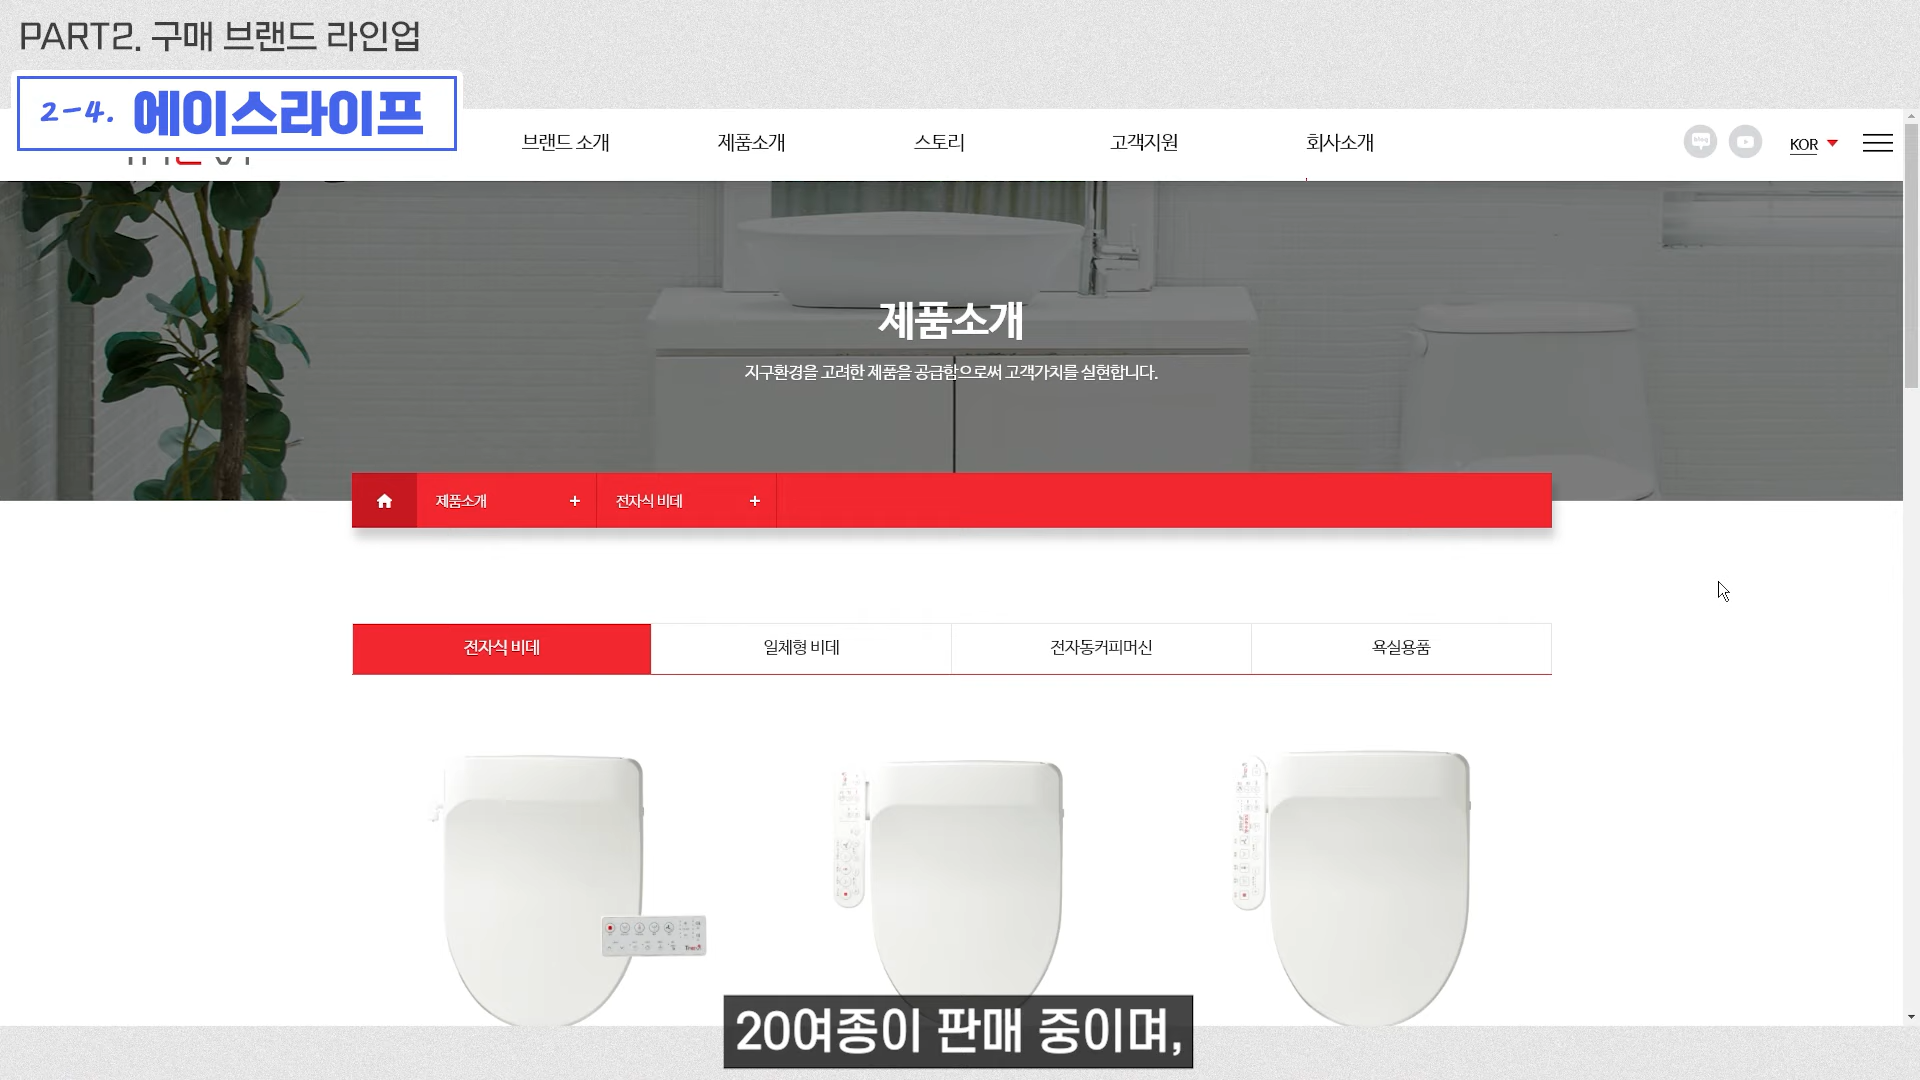 PART2. 구매 브랜드 라인업
2-4. 에이스라이프
브랜드 소개
제품소개
스토리
고객지원
회사소개
KOR
제품소개
지구환경을 고려한 제품을 공급함으로써 고객가치를 실현합니다.
제품소개
전자식 비데
전자식 비데
일체형 비데
전자동커피머신
욕실용품
20여종이 판매 중이며,